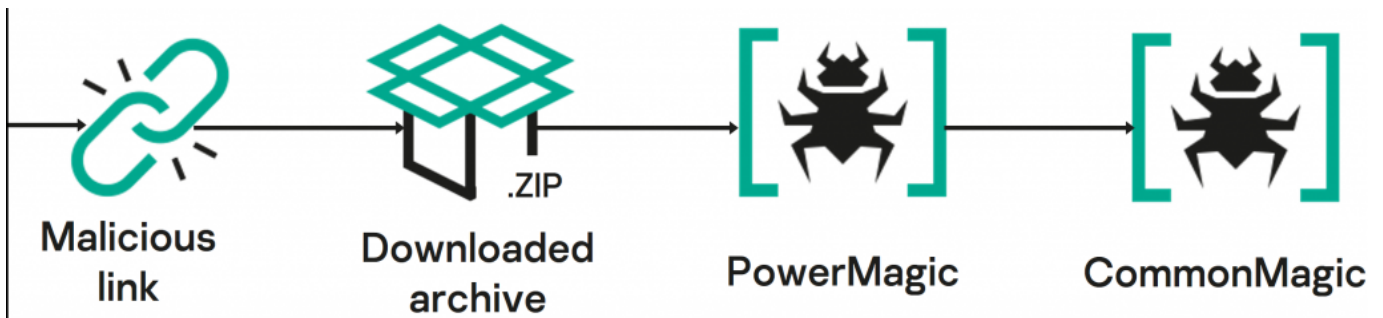 Malicious
link
.ZIP
Downloaded
archive
PowerMagic
CommonMagic